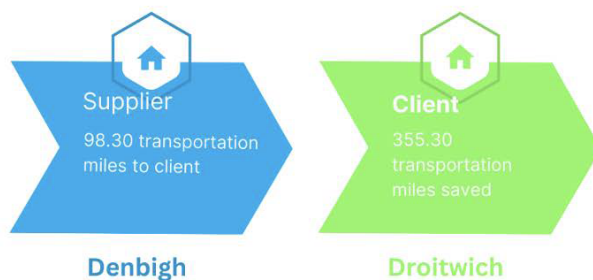 Supplier
98.30 transportation
miles to client
Denbigh
Client
355.30
transportation
miles saved
Droitwich